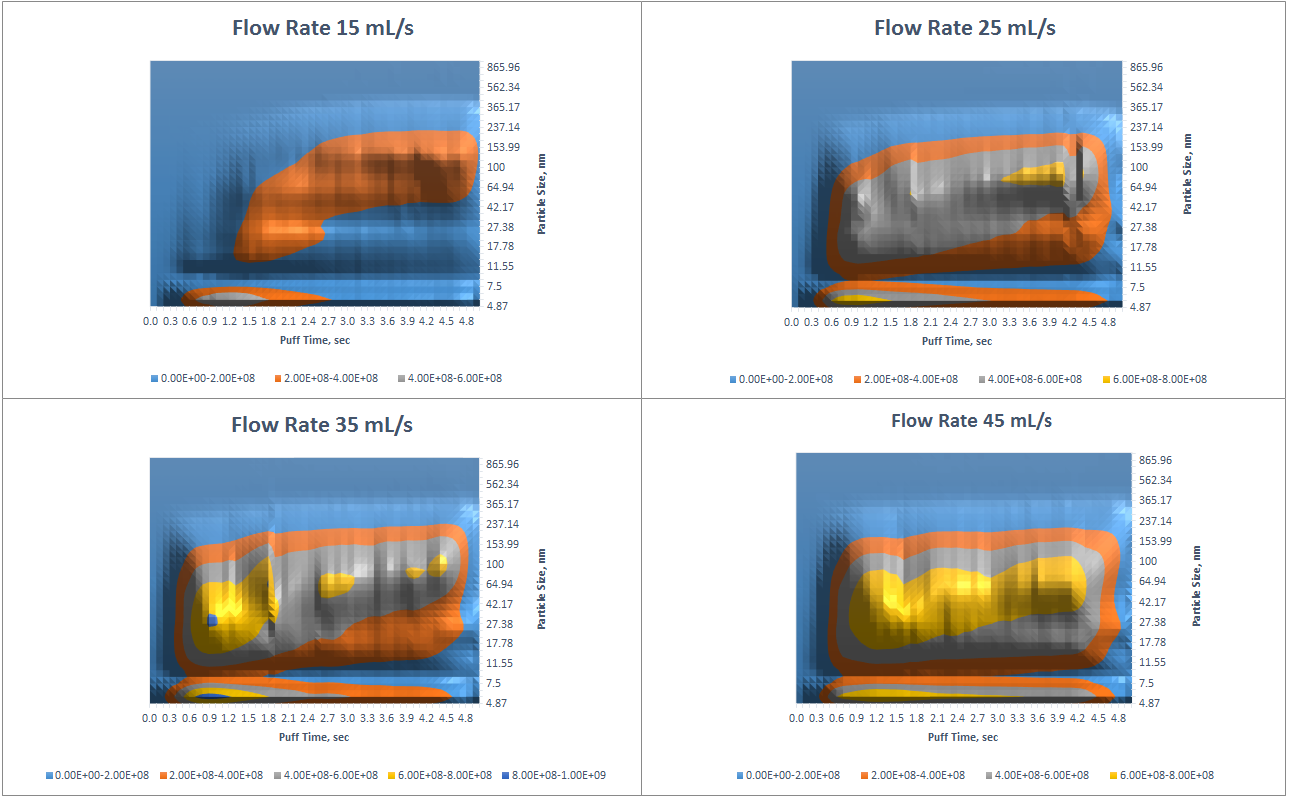 Flow Rate 15 mL/s
865.96
562.34
365.17
237.14
153.99
100
64.94
42.17
27.38
17.78
11.55
7.5
4.87
Particle Size, nm
0.0 0.3 0.6 0.9 1.2 1.5 1.8 2.1 2.4 2.7 3.0 3.3 3.6 3.9 4.2 4.5 4.8
Puff Time, sec
0.00E+00-2.00E+08 2.00E+08-4.00E+08 4.00E+08-6.00E+08
Flow Rate 25 mL/s
865.96
562.34
365.17
237.14
153.99
100
64.94
42.17
27.38
17.78
11.55
7.5
4.87
Particle Size, nm
0.0 0.3 0.6 0.9 1.2 1.5 1.8 2.1 2.4 2.7 3.0 3.3 3.6 3.9 4.2 4.5 4.8
Puff Time, sec
0.00E+00-2.00E+08 2.00E+08-4.00E+08 4.00E+08-6.00E+08 6.00E+08-8.00E+08
Flow Rate 35 mL/s
865.96
562.34
365.17
237.14
153.99
100
64.94
42.17
27.38
17.78
11.55
7.5
4.87
Particle Size, nm
0.0 0.3 0.6 0.9 1.2 1.5 1.8 2.1 2.4 2.7 3.0 3.3 3.6 3.9 4.2 4.5 4.8
Puff Time, sec
0.00E+00-2.00E+08 2.00E+08-4.00E+08 4.00E+08-6.00E+08 6.00E+08-8.00E+08 8.00E+08-1.00E+09
Flow Rate 45 mL/s
865.96
562.34
365.17
237.14
153.99
100
64.94
42.17
27.38
17.78
11.55
7.5
4.87
Particle Size, nm
0.0 0.3 0.6 0.9 1.2 1.5 1.8 2.1 2.4 2.7 3.0 3.3 3.6 3.9 4.2 4.5 4.8
Puff Time, sec
0.00E+00-2.00E+08 2.00E+08-4.00E+08 4.00E+08-6.00E+08 6.00E+08-8.00E+08